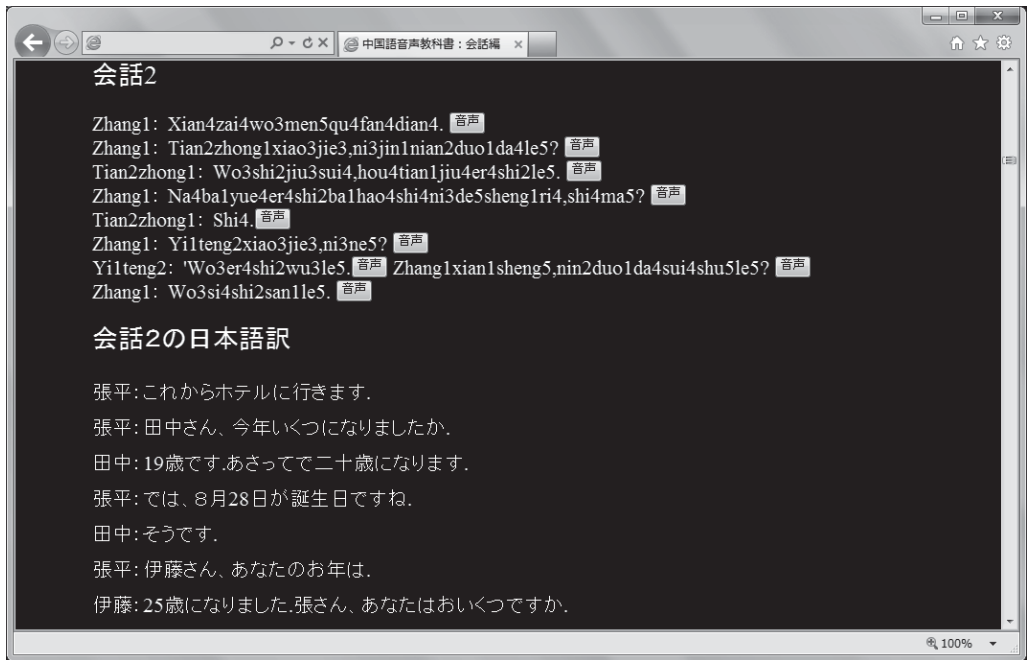 中国語音声教科書：会話編
会話2
Zhang1：Xian4zai4wo3men5qu4fan4dian4. 音声
Zhang1：Tian2zhong1xiao3jie3,ni3jin1nian2duo1da4le5? 音声
Tian2zhong1：Wo3shi2jiu3sui4,hou4tian1jiu4er4shi2le5. 音声
Zhang1：Na4ba1yue4er4shi2ba1hao4shi4ni3de5sheng1ri4,shi4ma5? 音声
Tian2zhong1：Shi4. 音声
Zhang1：Yi1teng2xiao3jie3,ni3ne5? 音声
Yi1teng2：'Wo3er4shi2wu3le5. 音声 Zhang1xian1sheng5,nin2duo1da4sui4shu5le5? 音声
Zhang1：Wo3si4shi2san1le5. 音声
会話2の日本語訳
張平：これからホテルに行きます.
張平：田中さん、今年いくつになりましたか.
田中：19歳です.あさってで二十歳になります.
張平：では、８月28日が誕生日ですね.
田中：そうです.
張平：伊藤さん、あなたのお年は.
伊藤：25歳になりました.張さん、あなたはおいくつですか.
100%